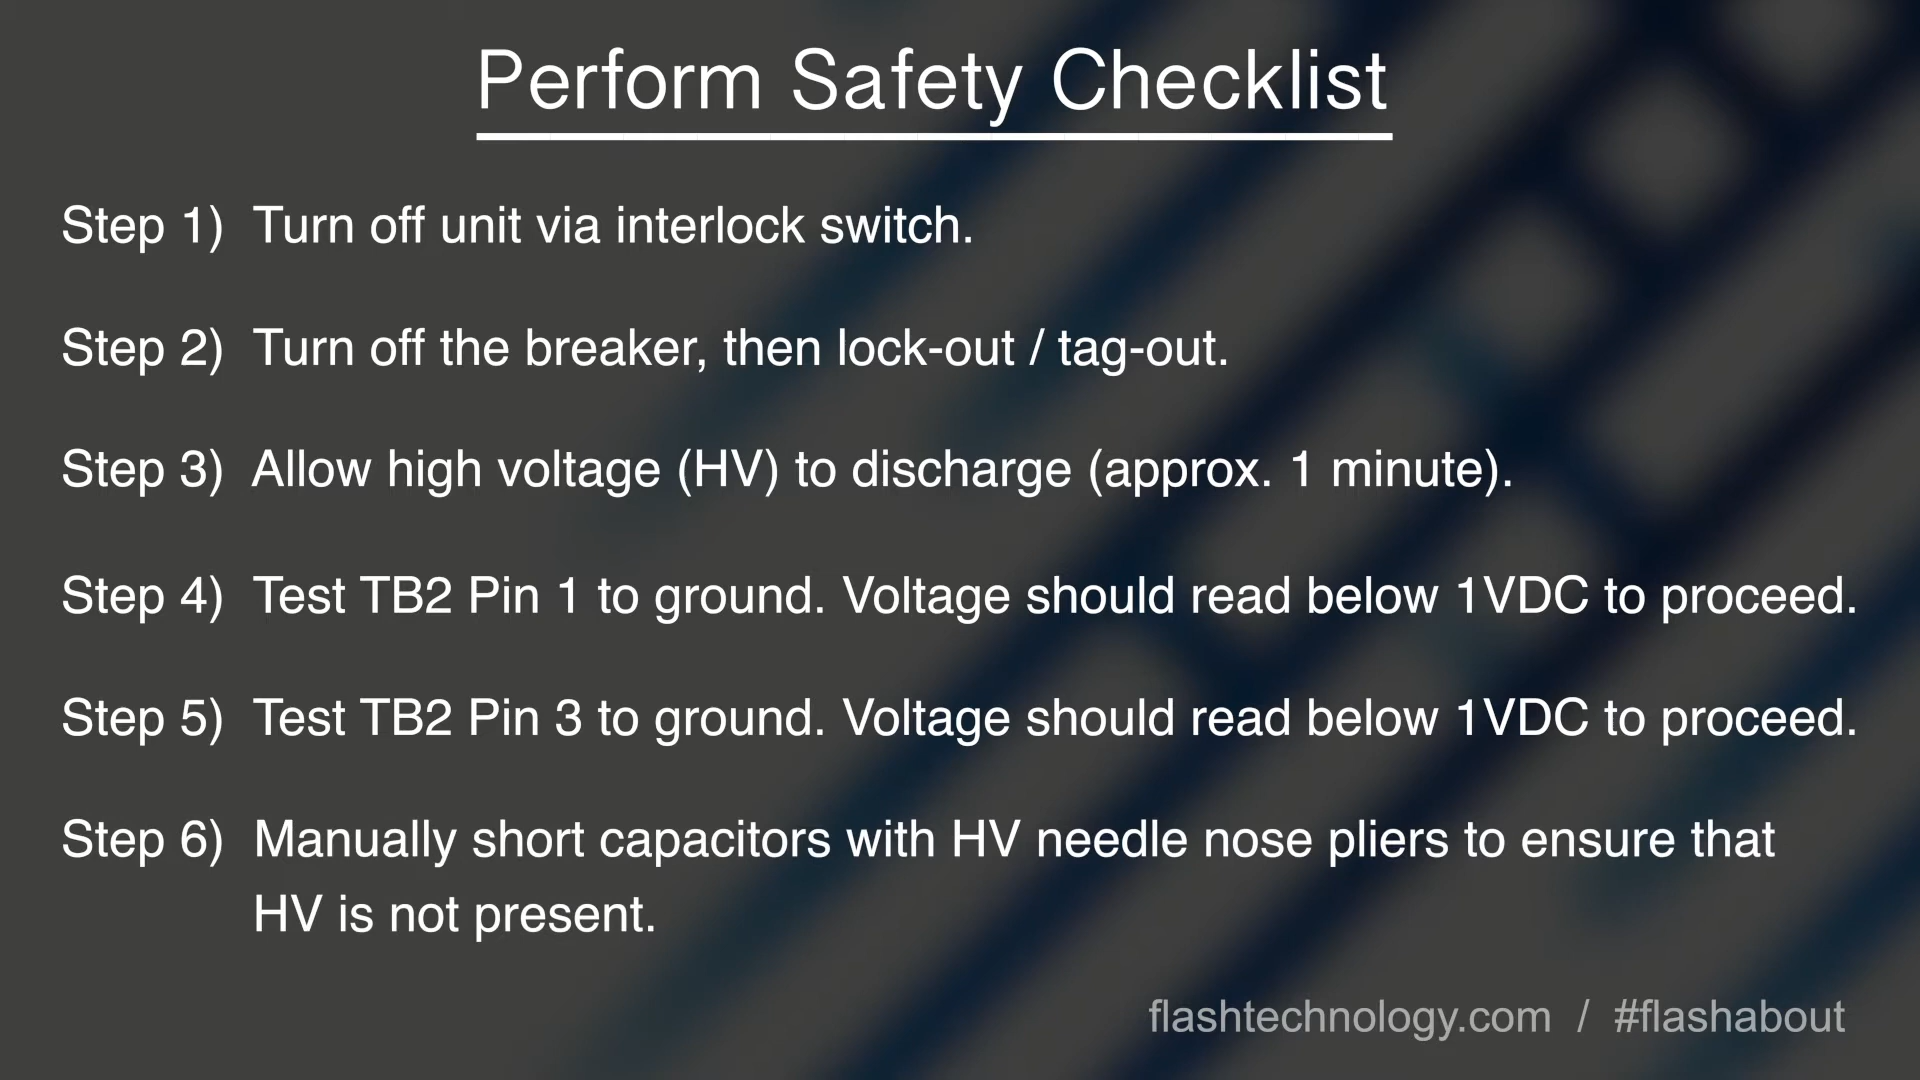 Perform Safety Checklist
Step 1) Turn off unit via interlock switch.
Step 2) Turn off the breaker, then lock-out / tag-out.
Step 3) Allow high voltage (HV) to discharge (approx. 1 minute).
Step 4) Test TB2 Pin 1 to ground. Voltage should read below 1VDC to proceed.
Step 5) Test TB2 Pin 3 to ground. Voltage should read below 1VDC to proceed.
Step 6) Manually short capacitors with HV needle nose pliers to ensure that
HV is not present.
flashtechnology.com / #flashabout